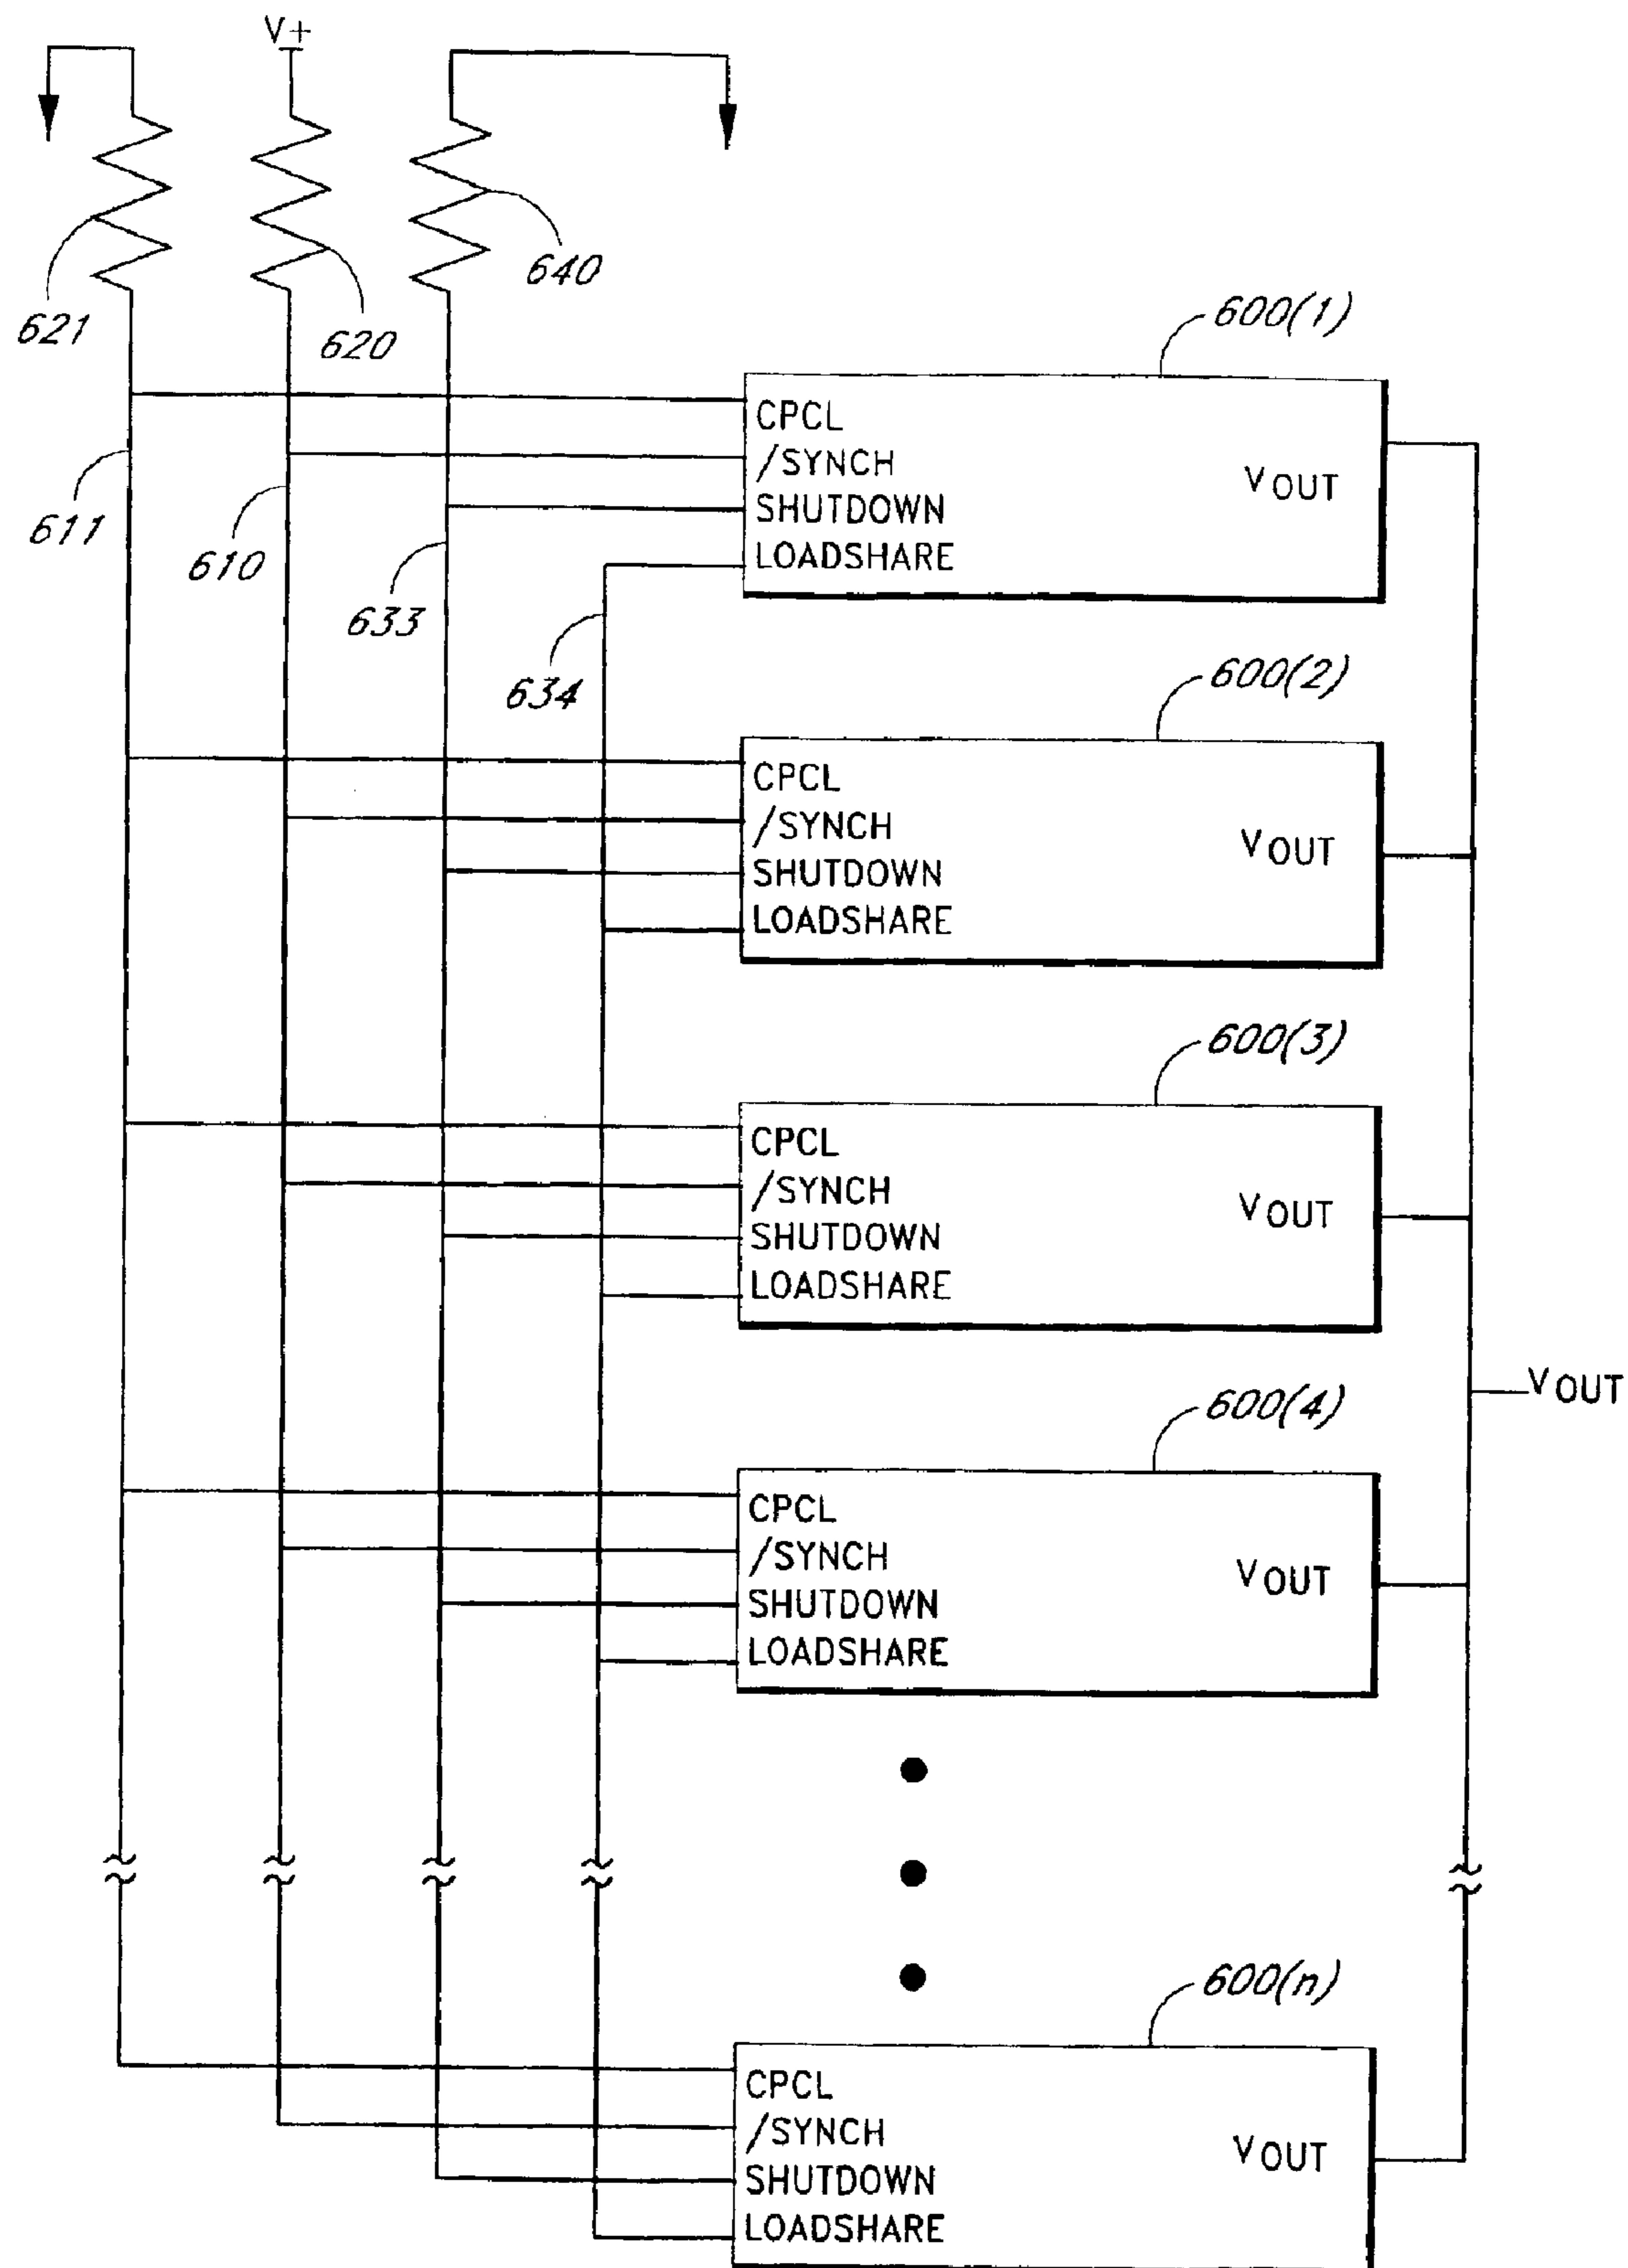 V+
640
621
620
600(1)
CPCL
/SYNCH
SHUTDOWN
LOADSHARE
VOUT
611
610
633
634
600(2)
CPCL
/SYNCH
SHUTDOWN
LOADSHARE
VOUT
600(3)
CPCL
/SYNCH
SHUTDOWN
LOADSHARE
VOUT
VOUT
600(4)
CPCL
/SYNCH
SHUTDOWN
LOADSHARE
VOUT
600(n)
CPCL
/SYNCH
SHUTDOWN
LOADSHARE
VOUT